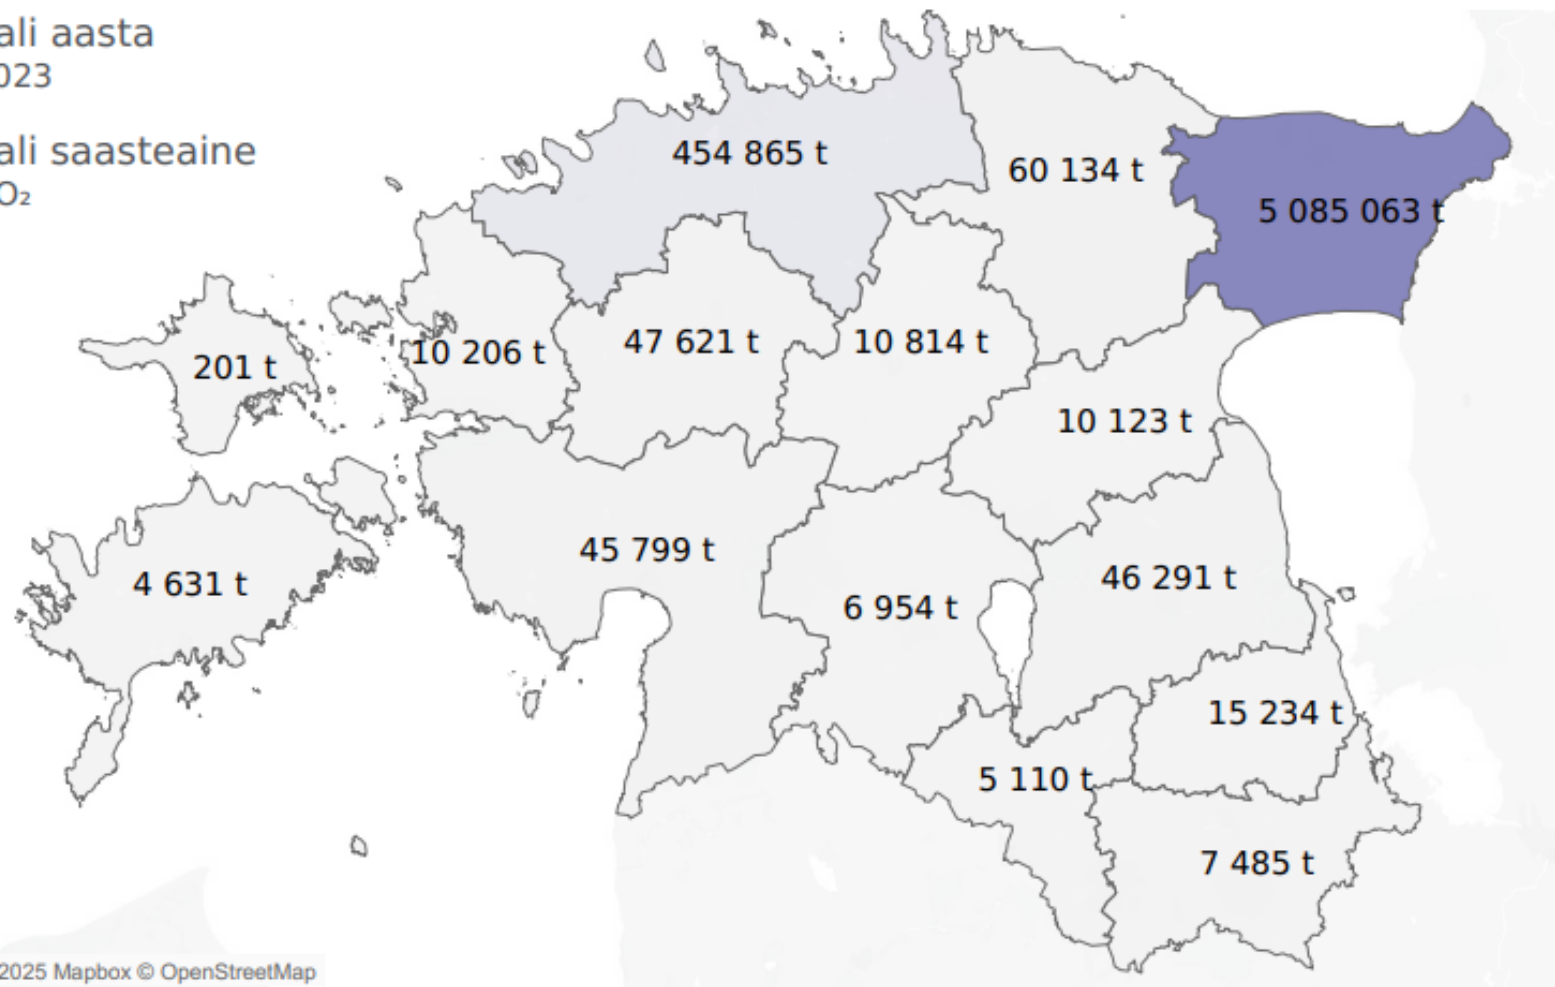 ali aasta
023
ali saasteaine
O₂
454 865 t
60 134 t
5 085 063 t
201 t
10 206 t
47 621 t
10 814 t
10 123 t
4 631 t
45 799 t
6 954 t
46 291 t
15 234 t
5 110 t
7 485 t
2025 Mapbox © OpenStreetMap